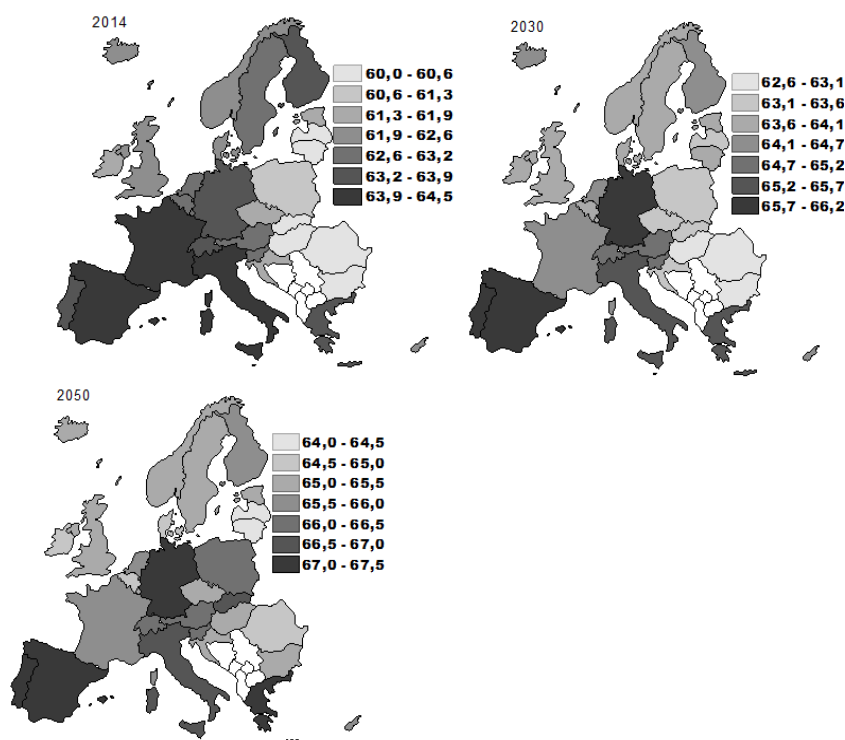 2014
60,0 - 60,6
60,6 - 61,3
61,3 - 61,9
61,9 - 62,6
62,6 - 63,2
63,2 - 63,9
63,9 - 64,5
2030
62,6 - 63,1
63,1 - 63,6
63,6 - 64,1
64,1 - 64,7
64,7 - 65,2
65,2 - 65,7
65,7 - 66,2
2050
64,0 - 64,5
64,5 - 65,0
65,0 - 65,5
65,5 - 66,0
66,0 - 66,5
66,5 - 67,0
67,0 - 67,5